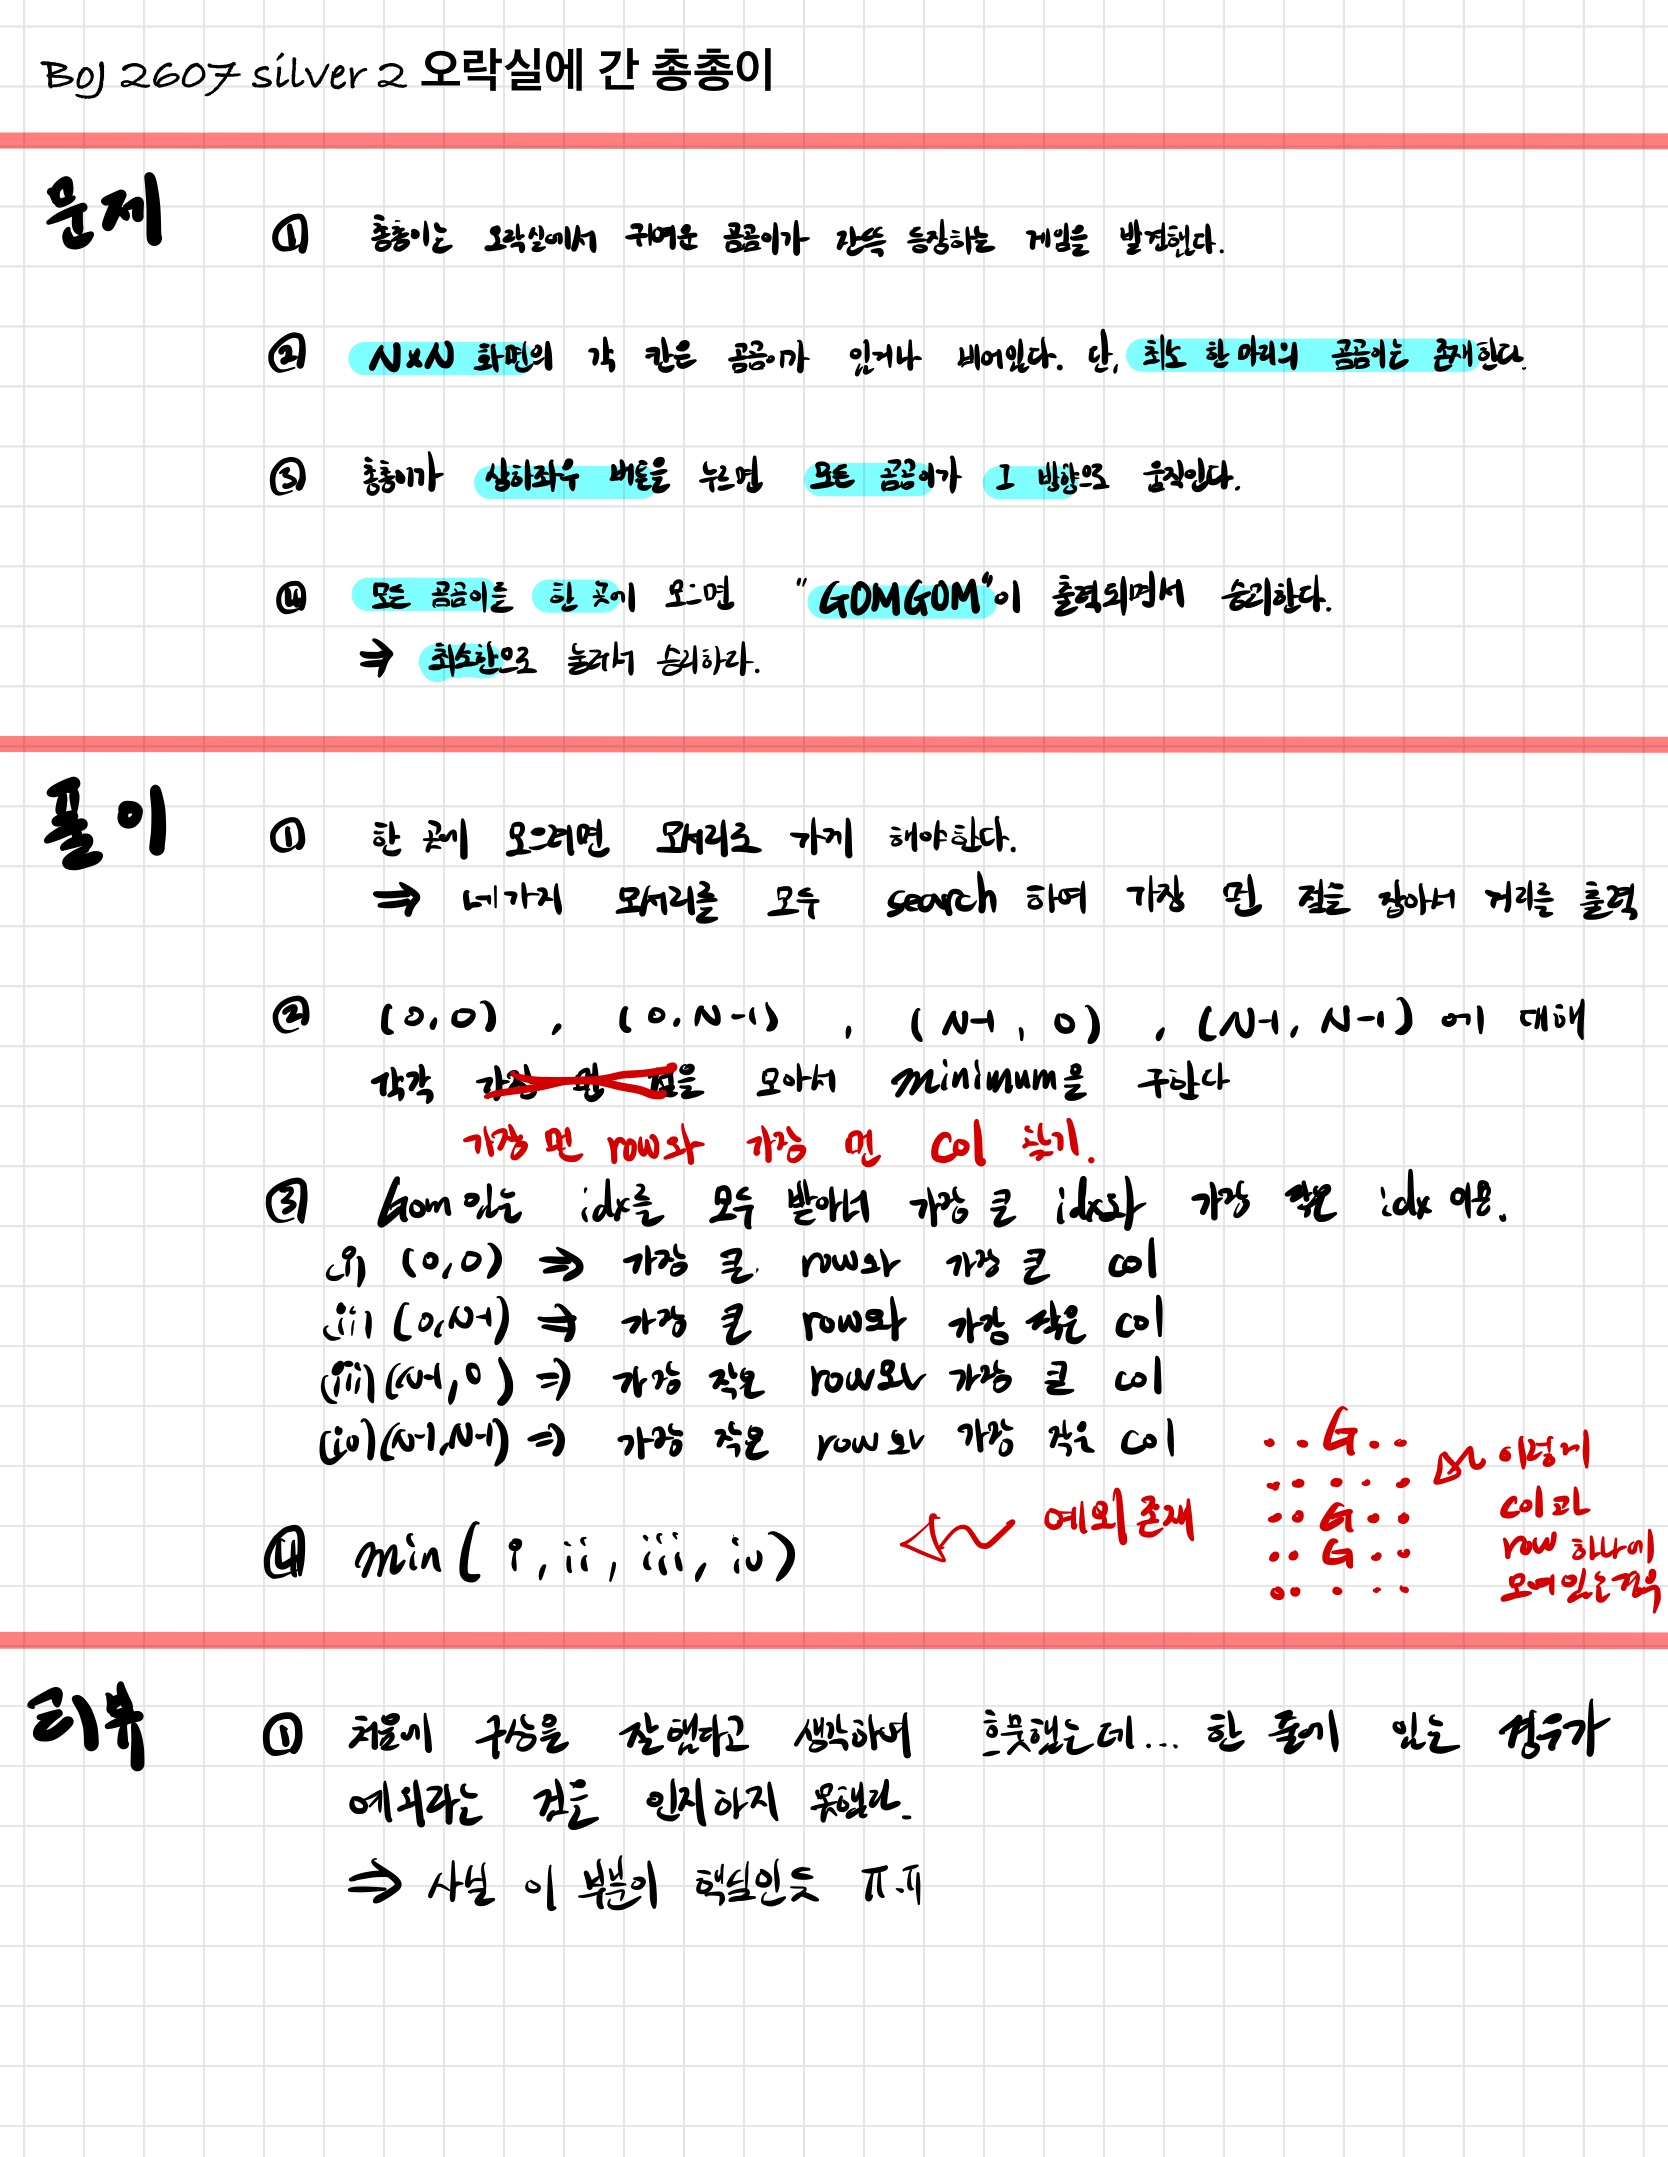 BOJ 2607 silver 2 오락실에 간 총총이
문제
① 총총이는 오락실에서 귀여운 곰곰이가 잔뜩 등장하는 게임을 발견했다.
② N×N 화면의 각 칸은 곰곰이가 있거나 비어있다. 단, 최소 한 마리의 곰곰이는 존재한다.
③ 총총이가 상하좌우 버튼을 누르면 모든 곰곰이가 그 방향으로 움직인다.
④ 모든 곰곰이를 한 곳에 모으면 "GOMGOM"이 출력되면서 승리한다.
⇒ 최소한으로 눌러서 승리하라.
풀이
① 한 곳에 모으려면 모서리로 가게 해야한다.
⇒ 네가지 모서리를 모두 search 하여 가장 먼 점을 잡아서 거리를 출력
② (0,0) , (0,N-1) , (N-1,0) , (N-1,N-1)에 대해
각각 가장 먼 점을 모아서 minimum을 구한다
가장 먼 row와 가장 먼 col 찾기.
③ Gom 있는 idx를 모두 받아서 가장 큰 idx와 가장 작은 idx 이용.
(i) (0,0) ⇒ 가장 큰 row와 가장 큰 col
(ii) (0,N-1) ⇒ 가장 큰 row와 가장 작은 col
(iii) (N-1,0) ⇒ 가장 작은 row와 가장 큰 col
(iv) (N-1,N-1) ⇒ 가장 작은 row와 가장 작은 col
④ min( i, ii, iii, iv)
예외 존재
. . G . .
. . . . .
. . G . .
. . G . .
. . . . .
이렇게
col과
row 하나에
모여있는 경우
리뷰
① 처음에 구상을 잘했다고 생각하여 흐뭇했는데... 한 줄에 있는 경우가
예외라는 것을 인지하지 못했다.
⇒ 사실 이 부분이 핵심인듯 ㅠ.ㅠ